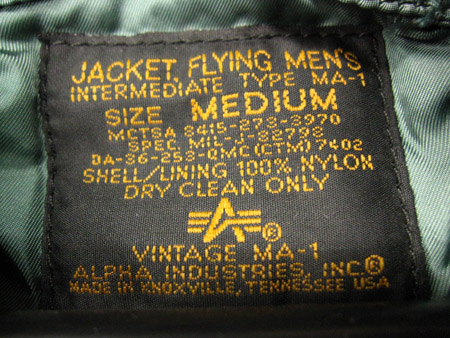 JACKET, FLYING MEN'S
INTERMEDIATE TYPE MA-1
SIZE MEDIUM
MCTSA 8415-273-3970
SPEC. MIL-J-82793
DA-36-253-QMC(CTM)7402
SHELL/LINING 100% NYLON
DRY CLEAN ONLY
A®
VINTAGE MA-1
ALPHA INDUSTRIES, INC.®
MADE IN KNOXVILLE, TENNESSEE USA